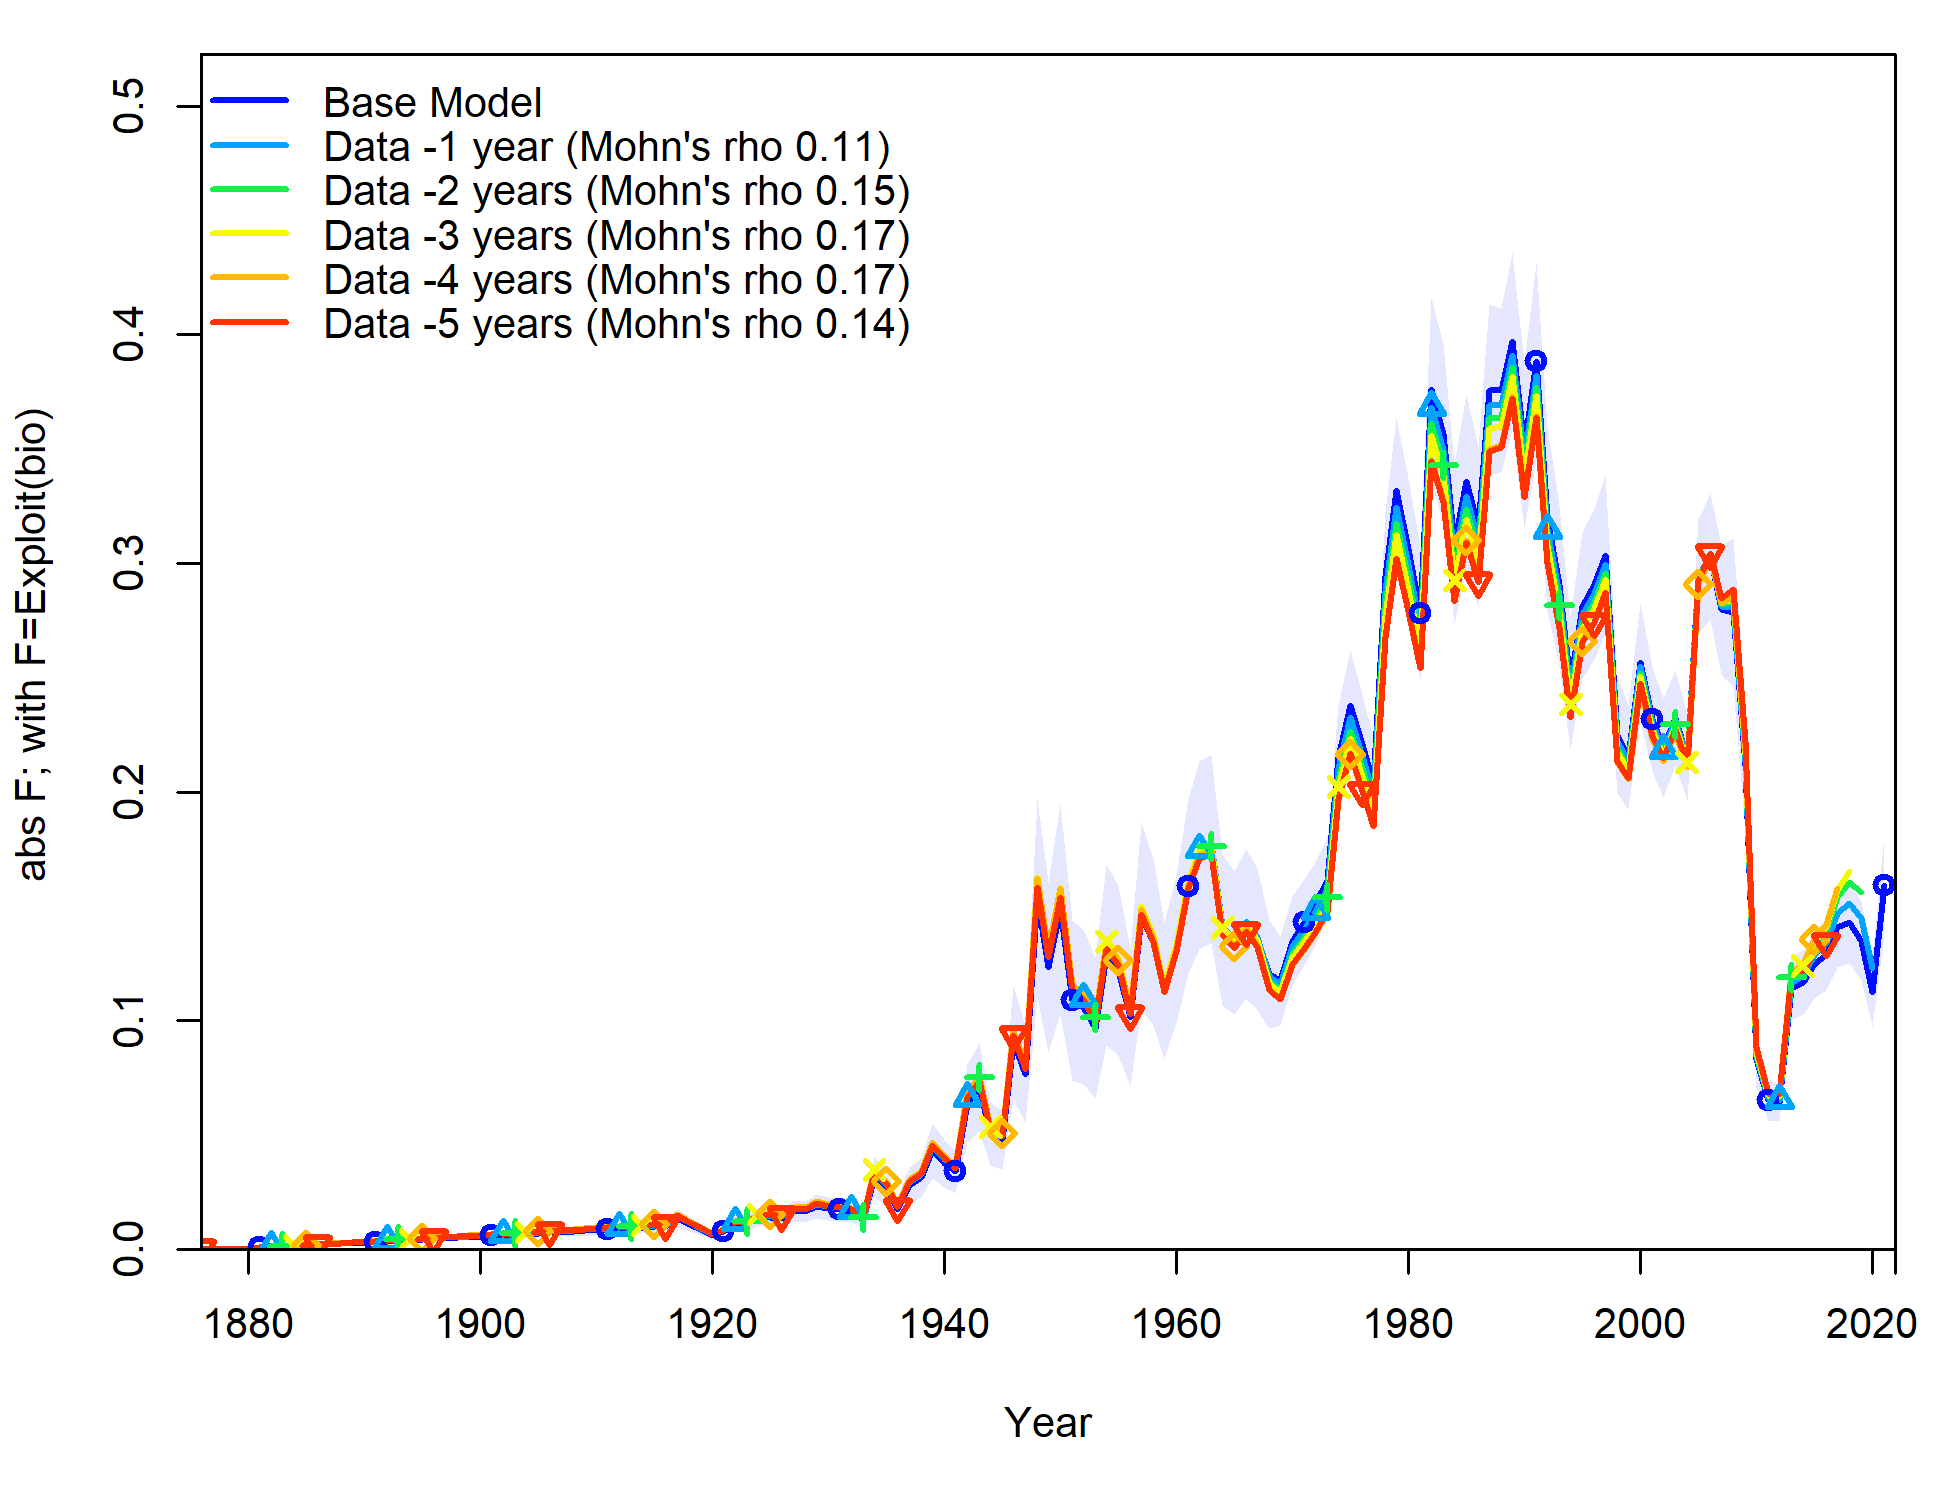 Base Model
Data -1 year (Mohn's rho 0.11)
Data -2 years (Mohn's rho 0.15)
Data -3 years (Mohn's rho 0.17)
Data -4 years (Mohn's rho 0.17)
Data -5 years (Mohn's rho 0.14)
abs F; with F=Exploit(bio)
0.5
0.4
0.3
0.2
0.1
0.0
1880 1900 1920 1940 1960 1980 2000 2020
Year